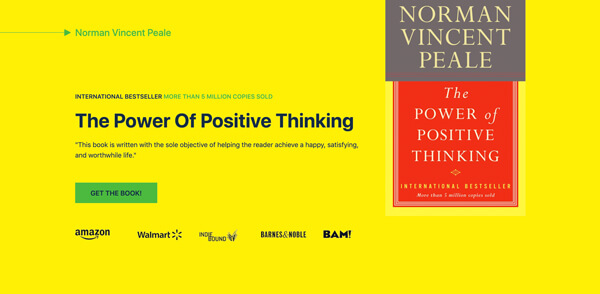 Norman Vincent Peale
INTERNATIONAL BESTSELLER MORE THAN 5 MILLION COPIES SOLD
The Power Of Positive Thinking
"This book is written with the sole objective of helping the reader achieve a happy, satisfying,
and worthwhile life."
GET THE BOOK!
amazon
Walmart
INDIE
BOUND
BARNES&NOBLE
BAM!
NORMAN
VINCENT
PEALE
The
POWER of
POSITIVE
THINKING
INTERNATIONAL BESTSELLER
More than 5 million copies sold